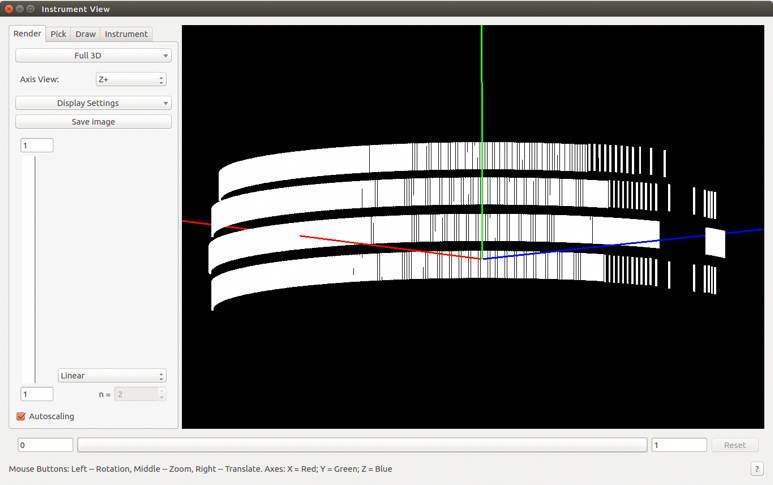 Instrument View
Render Pick Draw Instrument
Full 3D
Axis View: Z+
Display Settings
Save image
1
Linear
1 n = 2
Autoscaling
0 1 Reset
Mouse Buttons: Left -- Rotation, Middle -- Zoom, Right -- Translate. Axes: X = Red; Y = Green; Z = Blue ?